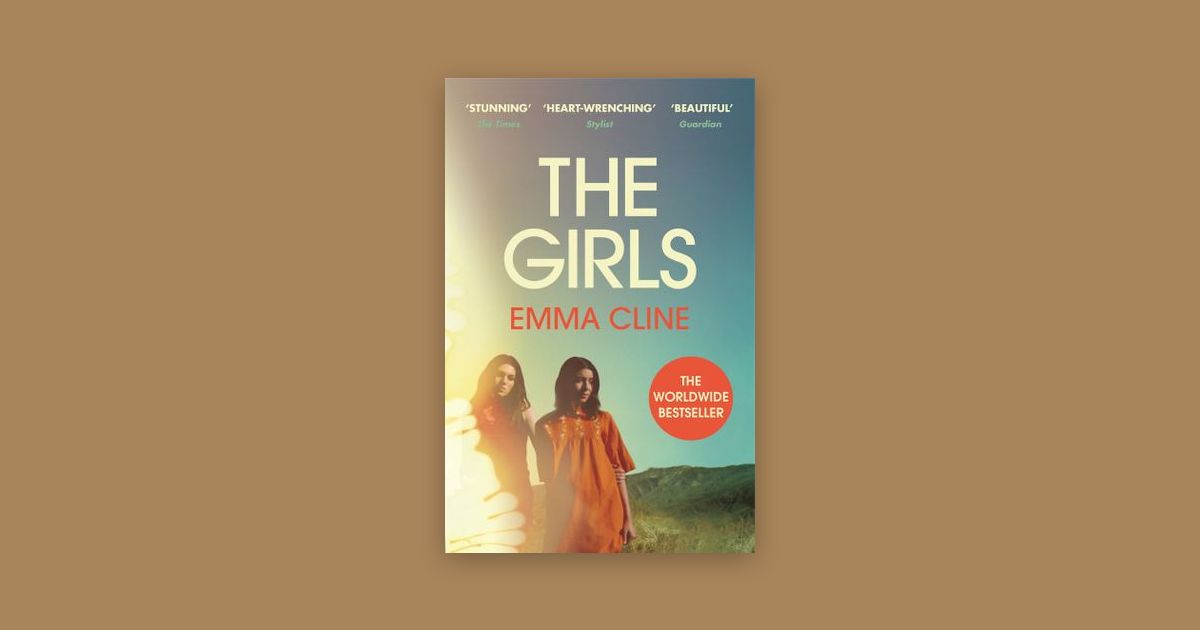 ‘STUNNING’ ‘HEART-WRENCHING’ ‘BEAUTIFUL’
The Times Stylist Guardian
THE
GIRLS
EMMA CLINE
THE
WORLDWIDE
BESTSELLER